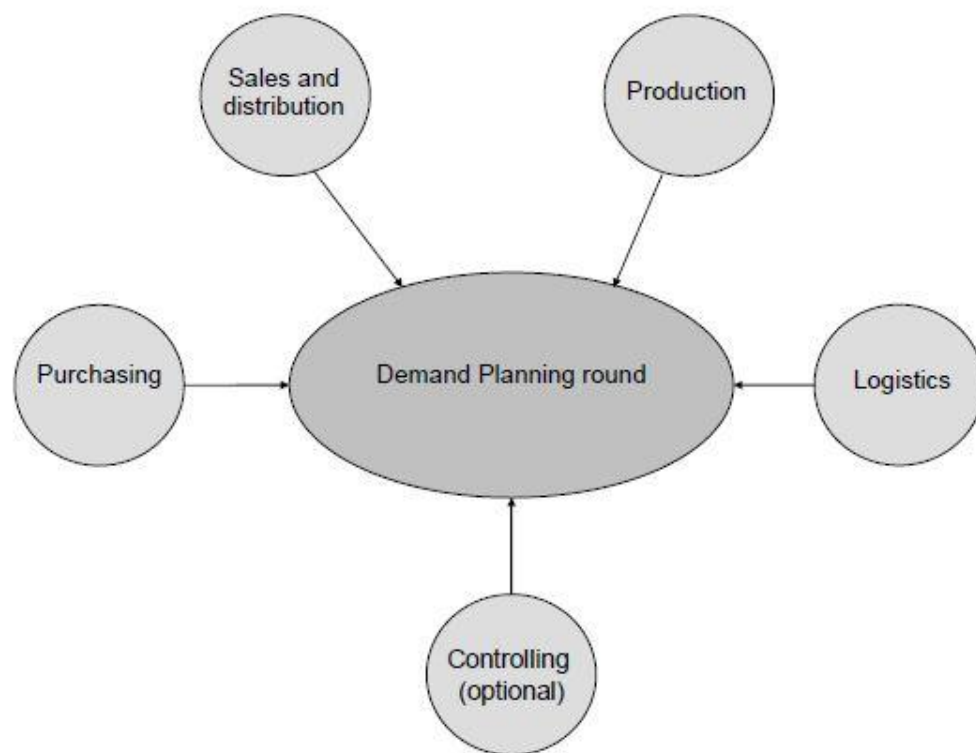 Sales and
distribution
Production
Purchasing
Demand Planning round
Logistics
Controlling
(optional)